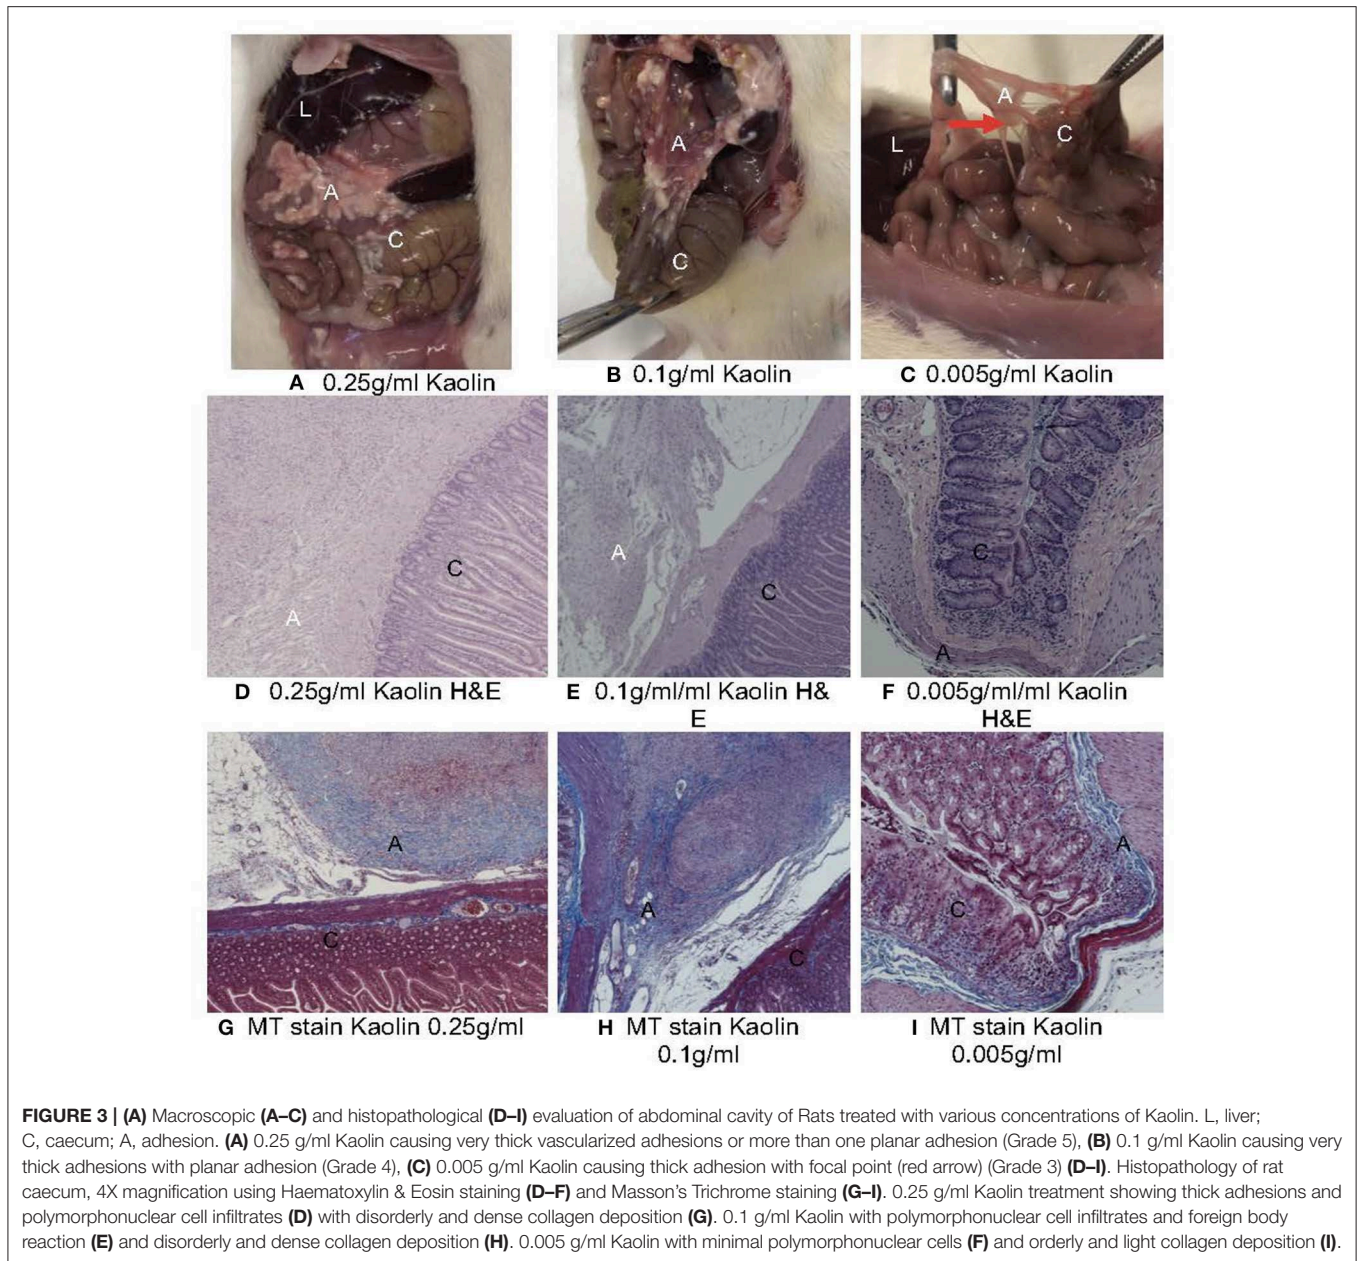 L
A
C
A
C
A
C
L
A 0.25g/ml Kaolin
B 0.1g/ml Kaolin
C 0.005g/ml Kaolin
C
A
A
C
C
A
D 0.25g/ml Kaolin H&E
E 0.1g/ml/ml Kaolin H&
E
F 0.005g/ml/ml Kaolin
H&E
A
C
A
C
A
C
G MT stain Kaolin 0.25g/ml
H MT stain Kaolin
0.1g/ml
I MT stain Kaolin
0.005g/ml
FIGURE 3 | (A) Macroscopic (A–C) and histopathological (D–I) evaluation of abdominal cavity of Rats treated with various concentrations of Kaolin. L, liver;
C, caecum; A, adhesion. (A) 0.25 g/ml Kaolin causing very thick vascularized adhesions or more than one planar adhesion (Grade 5), (B) 0.1 g/ml Kaolin causing very
thick adhesions with planar adhesion (Grade 4), (C) 0.005 g/ml Kaolin causing thick adhesion with focal point (red arrow) (Grade 3) (D–I). Histopathology of rat
caecum, 4X magnification using Haematoxylin & Eosin staining (D–F) and Masson's Trichrome staining (G–I). 0.25 g/ml Kaolin treatment showing thick adhesions and
polymorphonuclear cell infiltrates (D) with disorderly and dense collagen deposition (G). 0.1 g/ml Kaolin with polymorphonuclear cell infiltrates and foreign body
reaction (E) and disorderly and dense collagen deposition (H). 0.005 g/ml Kaolin with minimal polymorphonuclear cells (F) and orderly and light collagen deposition (I).